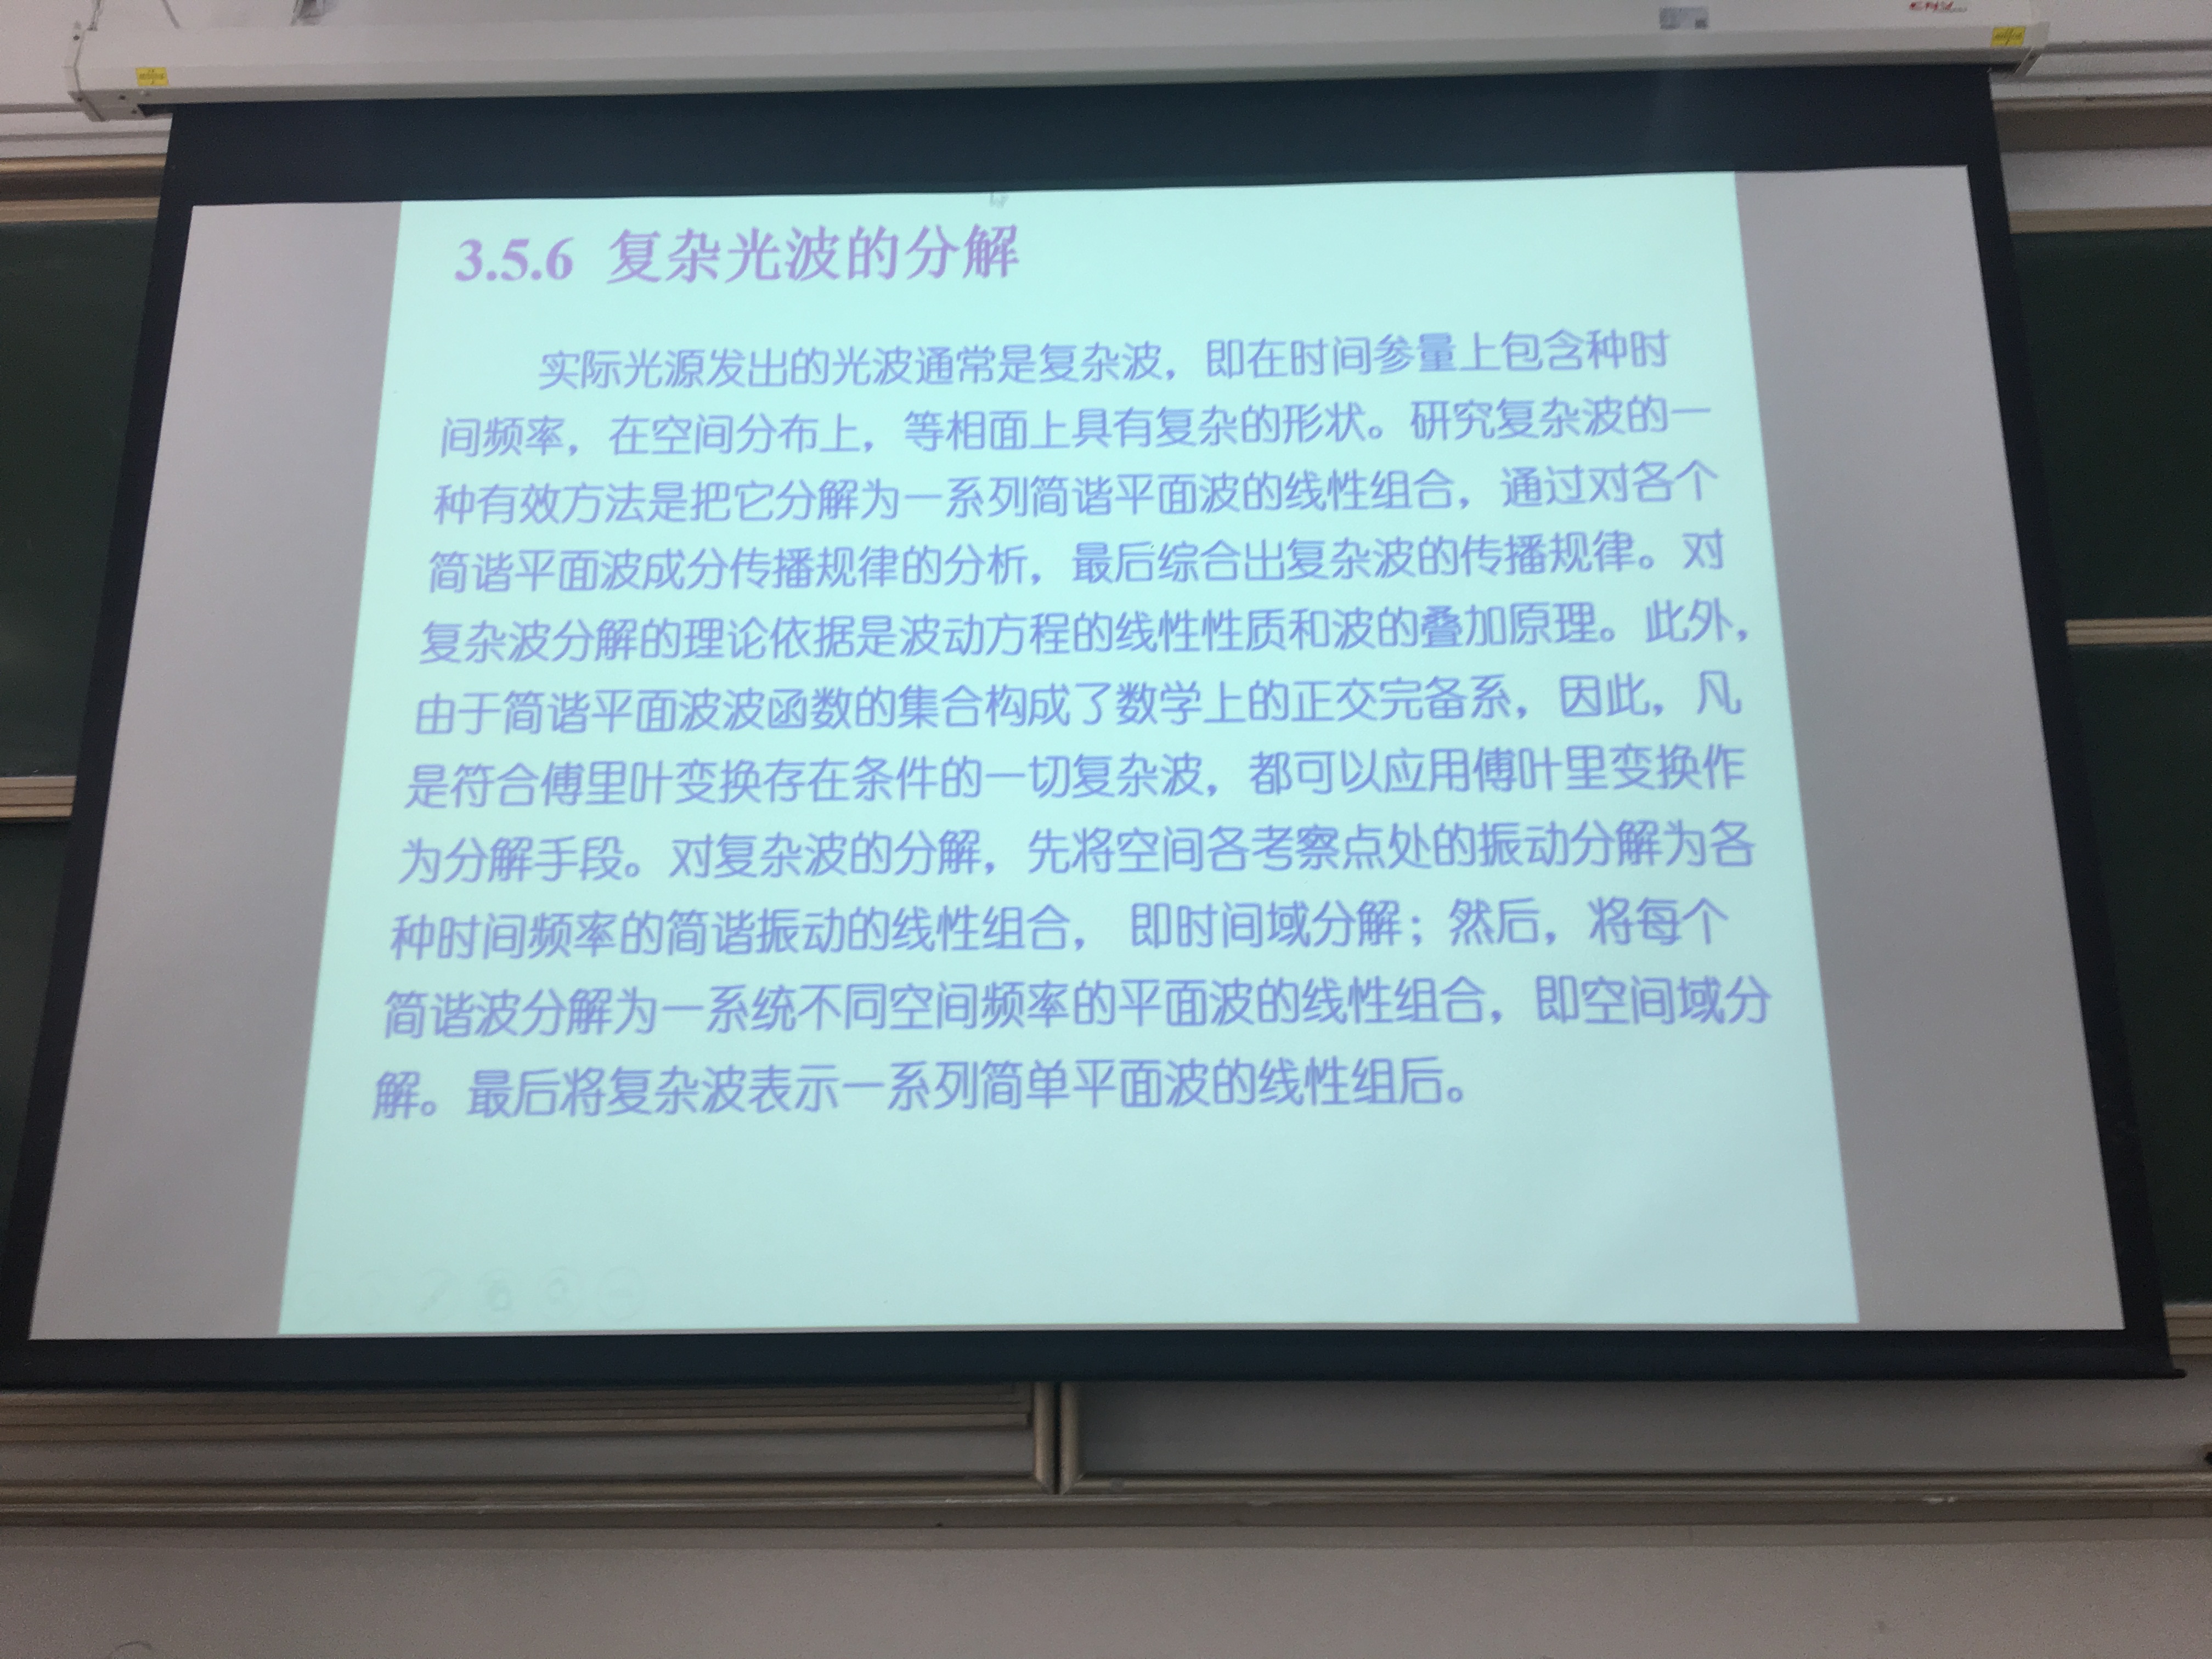 3.5.6 复杂光波的分解
实际光源发出的光波通常是复杂波，即在时间参量上包含种时
间频率，在空间分布上，等相面上具有复杂的形状。研究复杂波的一
种有效方法是把它分解为一系列简谐平面波的线性组合，通过对各个
简谐平面波成分传播规律的分析，最后综合出复杂波的传播规律。对
复杂波分解的理论依据是波动方程的线性性质和波的叠加原理。此外，
由于简谐平面波波函数的集合构成了数学上的正交完备系，因此，凡
是符合傅里叶变换存在条件的一切复杂波，都可以应用傅叶里变换作
为分解手段。对复杂波的分解，先将空间各考察点处的振动分解为各
种时间频率的简谐振动的线性组合， 即时间域分解；然后，将每个
简谐波分解为一系统不同空间频率的平面波的线性组合，即空间域分
解。最后将复杂波表示一系列简单平面波的线性组后。